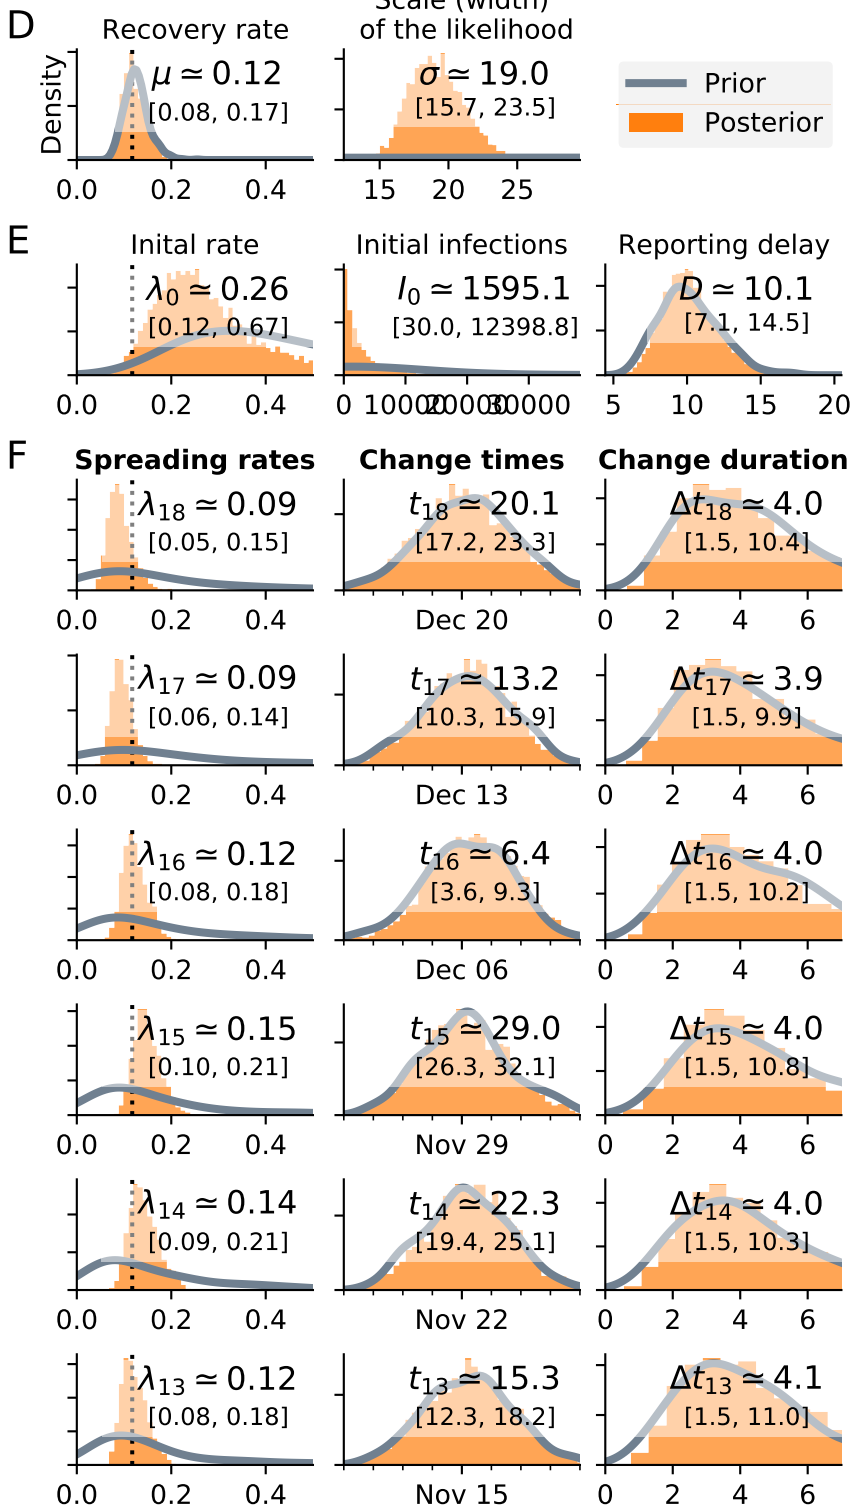 D
Recovery rate
Density
μ ≃ 0.12
[0.08, 0.17]
0.0 0.2 0.4
Scale (width)
of the likelihood
σ ≃ 19.0
[15.7, 23.5]
15 20 25
Prior
Posterior
E
Inital rate
λ0 ≃ 0.26
[0.12, 0.67]
0.0 0.2 0.4
Initial infections
I0 ≃ 1595.1
[30.0, 12398.8]
0 10000 20000 30000
Reporting delay
D ≃ 10.1
[7.1, 14.5]
5 10 15 20
F
Spreading rates Change times Change duration
λ18 ≃ 0.09
[0.05, 0.15]
0.0 0.2 0.4
t18 ≃ 20.1
[17.2, 23.3]
Dec 20
Δt18 ≃ 4.0
[1.5, 10.4]
0 2 4 6
λ17 ≃ 0.09
[0.06, 0.14]
0.0 0.2 0.4
t17 ≃ 13.2
[10.3, 15.9]
Dec 13
Δt17 ≃ 3.9
[1.5, 9.9]
0 2 4 6
λ16 ≃ 0.12
[0.08, 0.18]
0.0 0.2 0.4
t16 ≃ 6.4
[3.6, 9.3]
Dec 06
Δt16 ≃ 4.0
[1.5, 10.2]
0 2 4 6
λ15 ≃ 0.15
[0.10, 0.21]
0.0 0.2 0.4
t15 ≃ 29.0
[26.3, 32.1]
Nov 29
Δt15 ≃ 4.0
[1.5, 10.8]
0 2 4 6
λ14 ≃ 0.14
[0.09, 0.21]
0.0 0.2 0.4
t14 ≃ 22.3
[19.4, 25.1]
Nov 22
Δt14 ≃ 4.0
[1.5, 10.3]
0 2 4 6
λ13 ≃ 0.12
[0.08, 0.18]
0.0 0.2 0.4
t13 ≃ 15.3
[12.3, 18.2]
Nov 15
Δt13 ≃ 4.1
[1.5, 11.0]
0 2 4 6